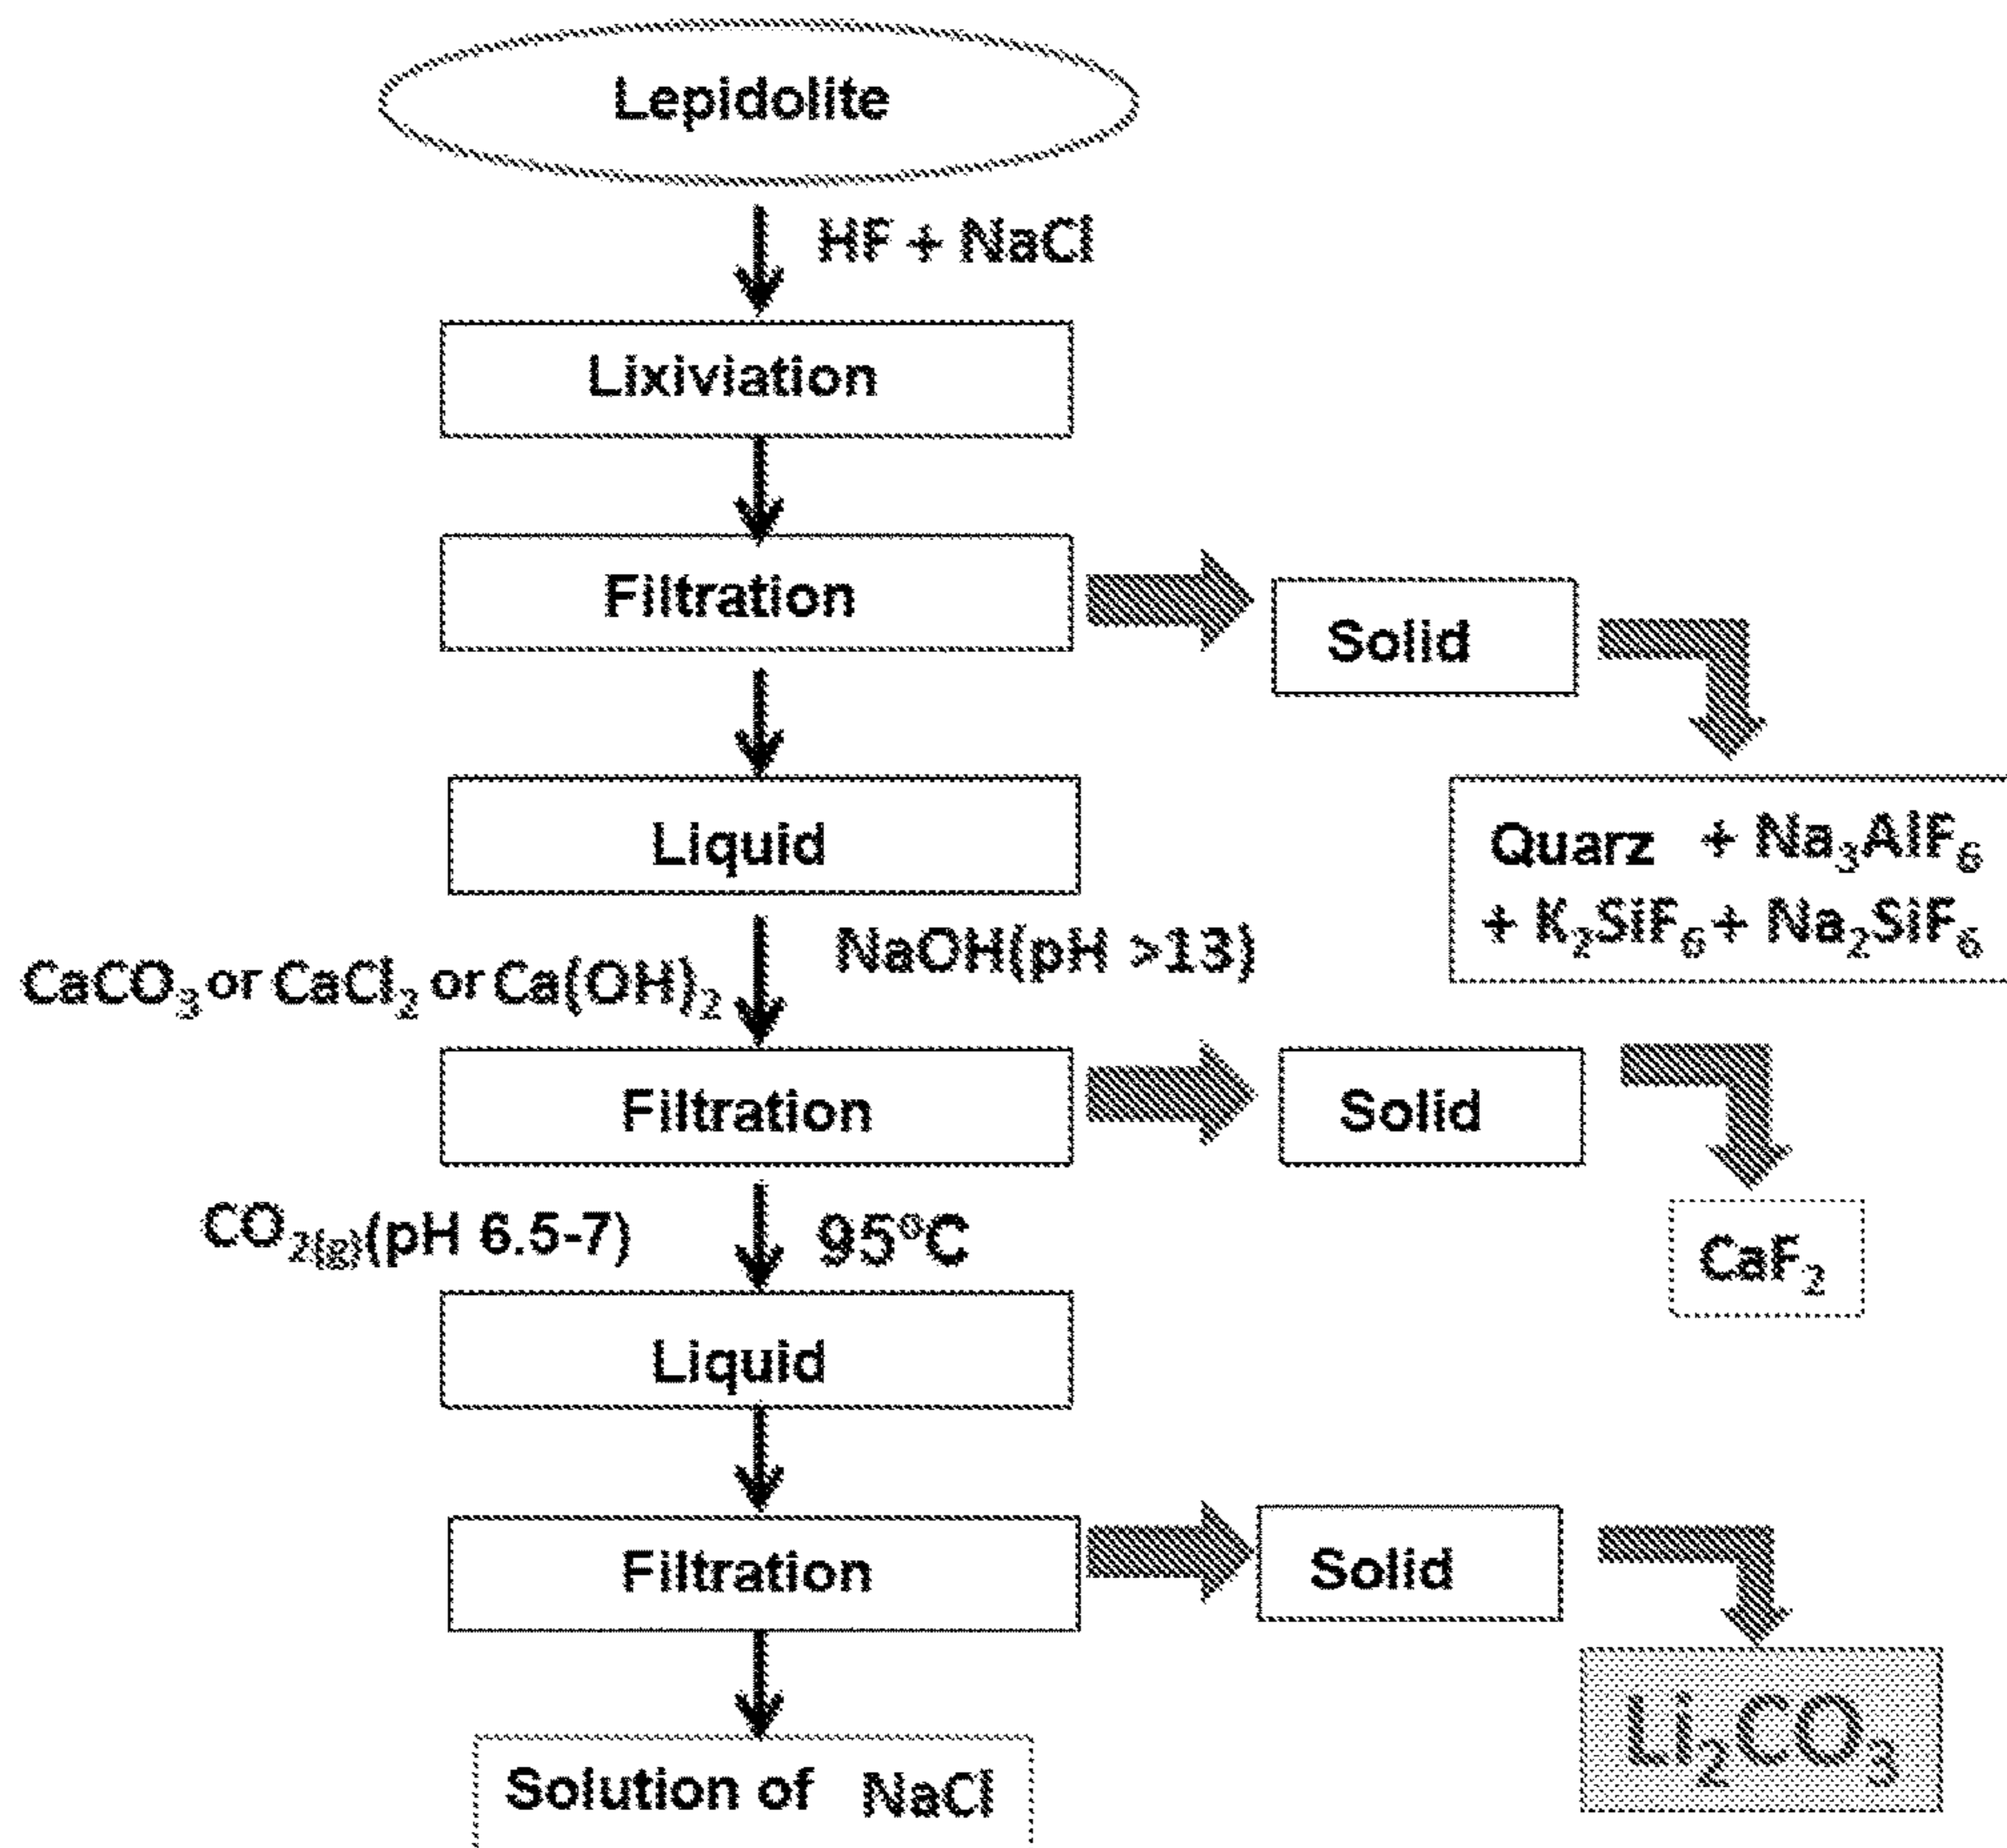 Lepidolite
HF + NaCl
Lixiviation
Filtration
Solid
Liquid
Quarz + Na₃AlF₆
+ K₂SiF₆ + Na₂SiF₆
NaOH(pH >13)
CaCO₃ or CaCl₂ or Ca(OH)₂
Filtration
Solid
CO₂(g)(pH 6.5-7)
95ºC
CaF₂
Liquid
Filtration
Solid
Li₂CO₃
Solution of NaCl